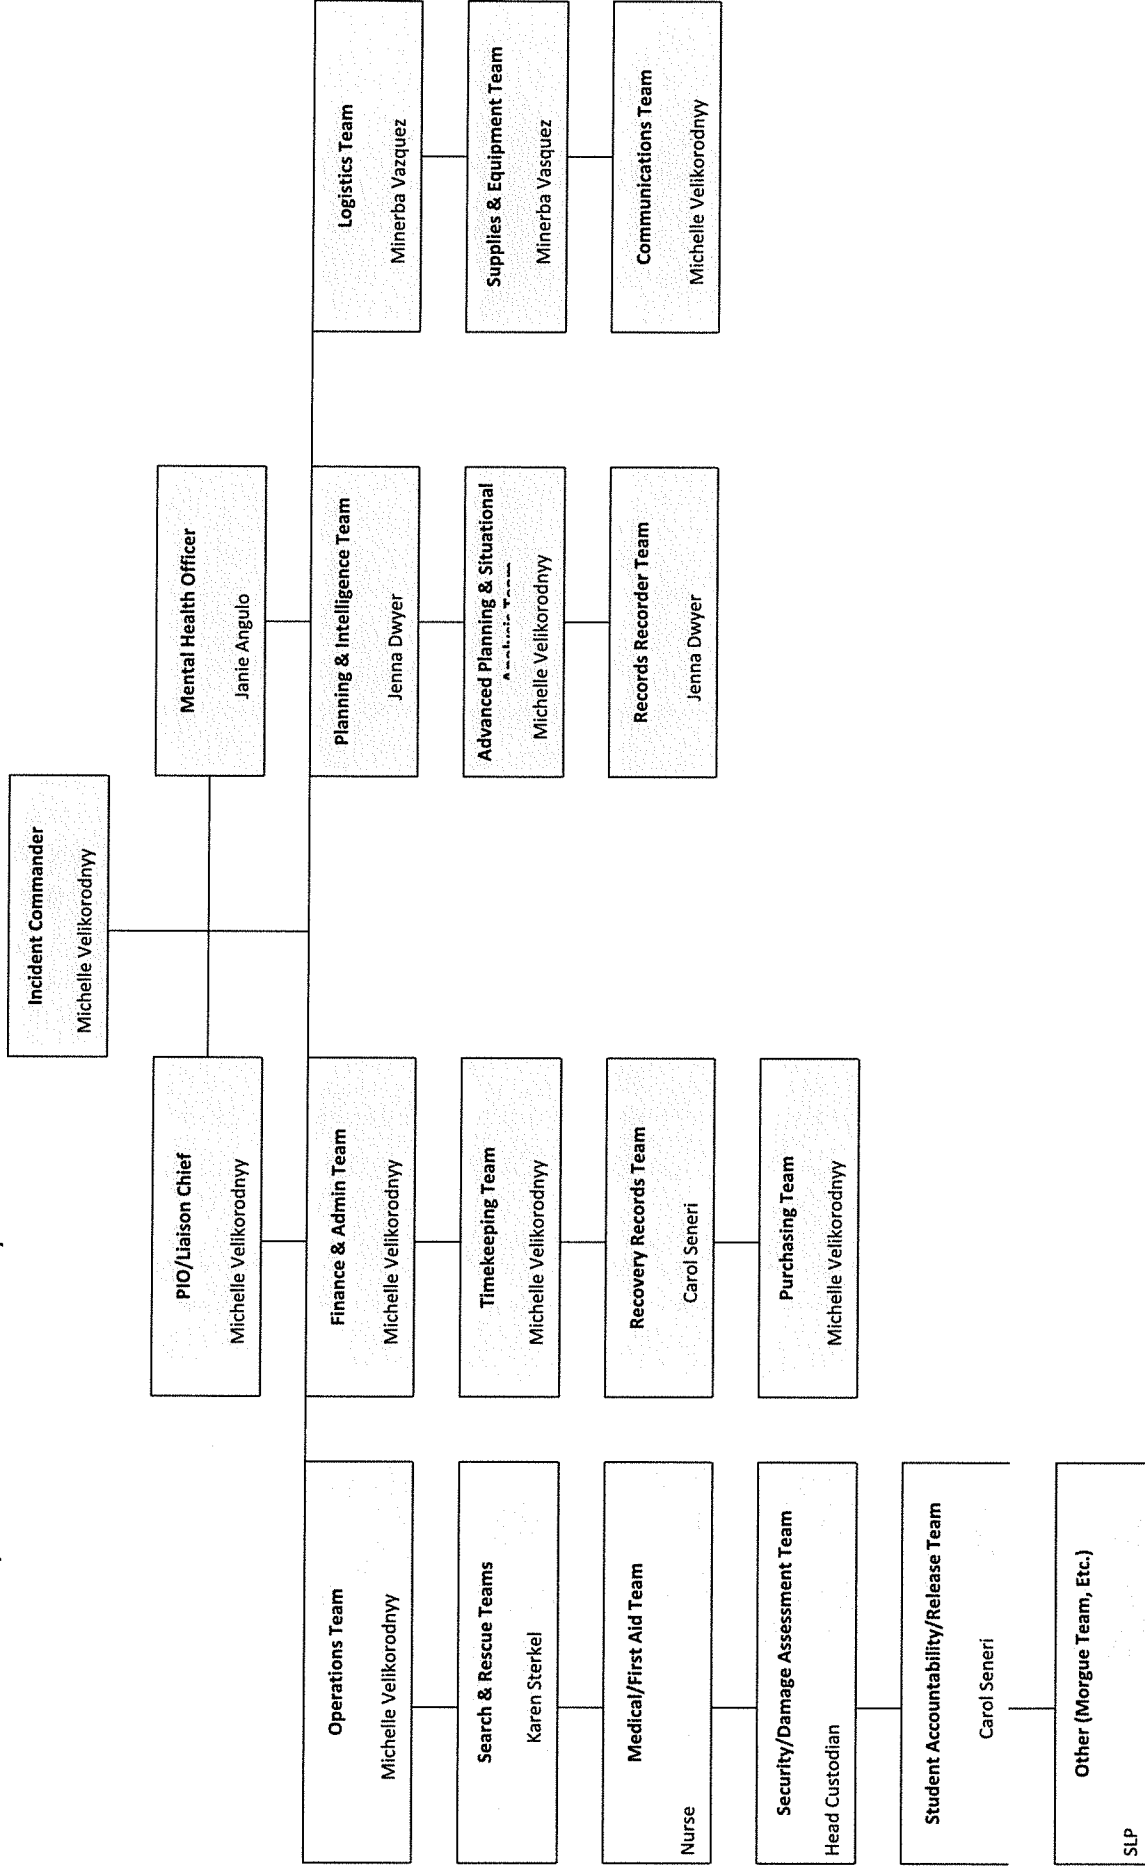 Incident Commander
Michelle Velikorodnyy
PIO/Liaison Chief
Michelle Velikorodnyy
Mental Health Officer
Janie Angulo
Operations Team
Michelle Velikorodnyy
Search & Rescue Teams
Karen Sterkel
Medical/First Aid Team
Nurse
Security/Damage Assessment Team
Head Custodian
Student Accountability/Release Team
Carol Seneri
Other (Morgue Team, Etc.)
SLP
Finance & Admin Team
Michelle Velikorodnyy
Timekeeping Team
Michelle Velikorodnyy
Recovery Records Team
Carol Seneri
Purchasing Team
Michelle Velikorodnyy
Planning & Intelligence Team
Jenna Dwyer
Advanced Planning & Situational
Michelle Velikorodnyy
Records Recorder Team
Jenna Dwyer
Logistics Team
Minerba Vazquez
Supplies & Equipment Team
Minerba Vasquez
Communications Team
Michelle Velikorodnyy